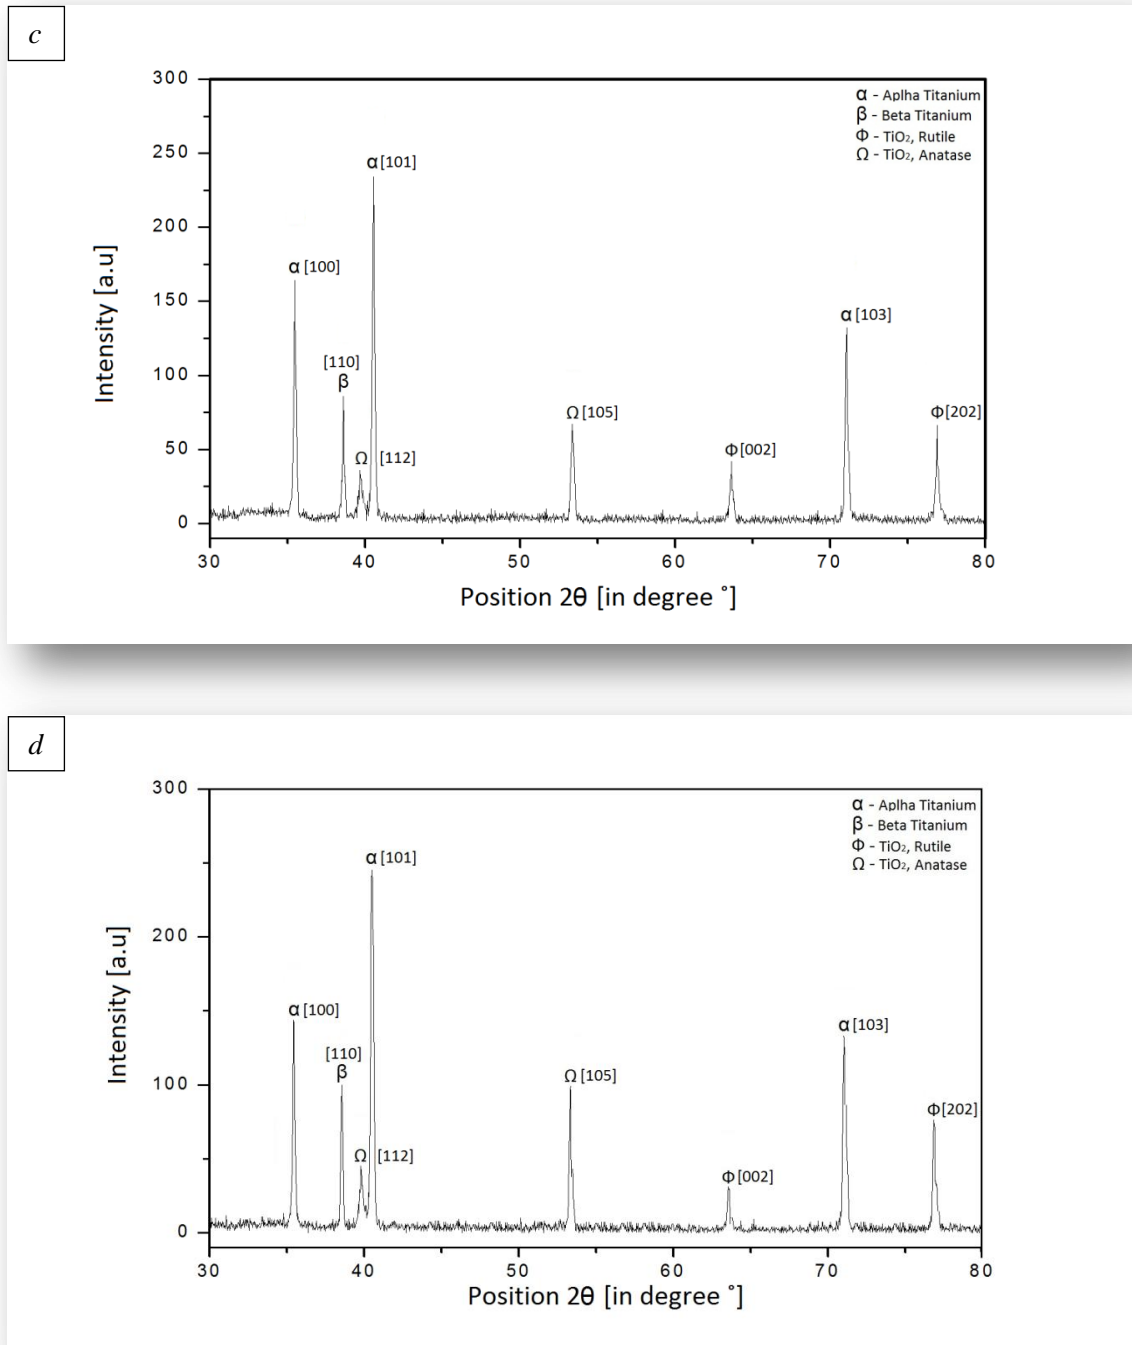 c
300
250
200
150
100
50
0
α - Aplha Titanium
β - Beta Titanium
Φ - TiO₂, Rutile
Ω - TiO₂, Anatase
α [101]
α [100]
[110]
β
Ω [112]
Ω [105]
Φ [002]
α [103]
Φ [202]
Intensity [a.u]
30 40 50 60 70 80
Position 2θ [in degree ˚]
d
300
200
100
0
α - Aplha Titanium
β - Beta Titanium
Φ - TiO₂, Rutile
Ω - TiO₂, Anatase
α [101]
α [100]
[110]
β
Ω [112]
Ω [105]
Φ [002]
α [103]
Φ [202]
Intensity [a.u]
30 40 50 60 70 80
Position 2θ [in degree ˚]